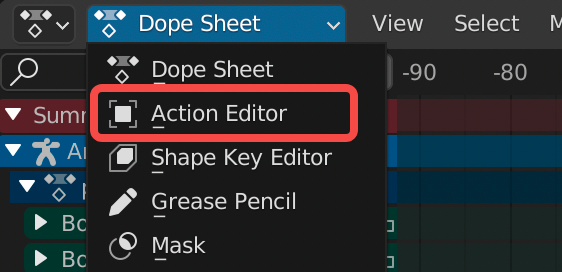 Dope Sheet View Select
Dope Sheet -90 -80
Summ Action Editor
Ar Shape Key Editor
Grease Pencil
Bo Mask
Bo